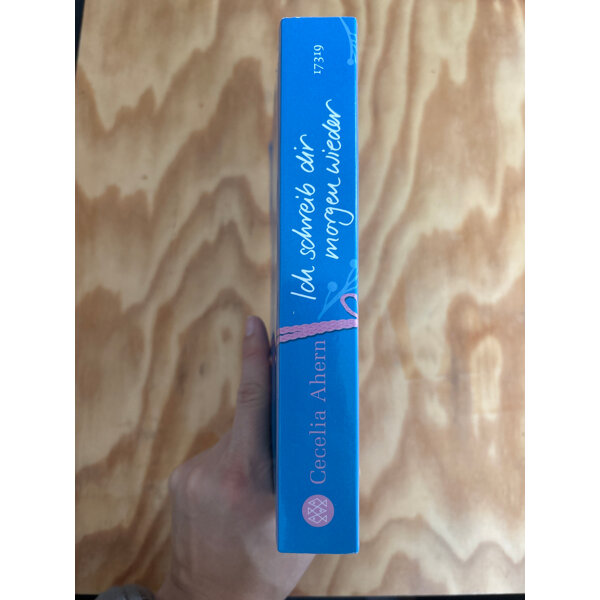 Cecelia Ahern
Ich schreib dir
morgen wieder
17319